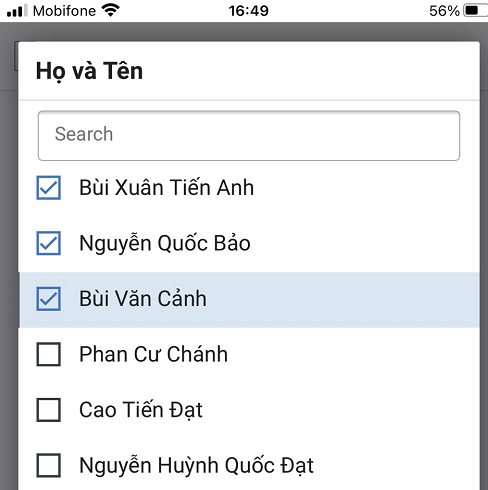 Mobifone 16:49 56%
Họ và Tên
Search
Bùi Xuân Tiến Anh
Nguyễn Quốc Bảo
Bùi Văn Cảnh
Phan Cư Chánh
Cao Tiến Đạt
Nguyễn Huỳnh Quốc Đạt